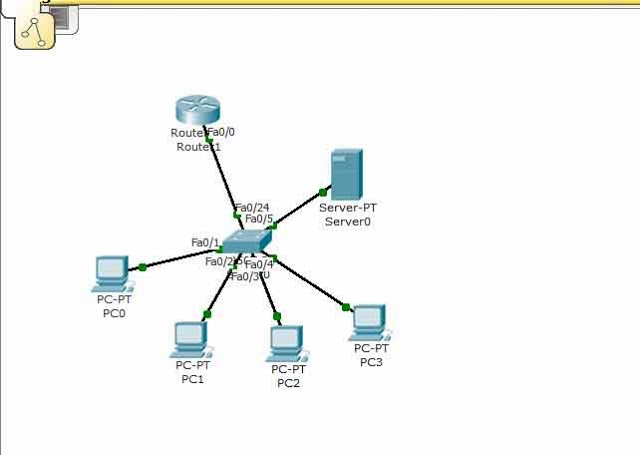 Fa0/0
Router1
Server-PT
Server0
Fa0/24
Fa0/5
Fa0/1
Fa0/2
Fa0/4
Fa0/3
PC-PT
PC0
PC-PT
PC1
PC-PT
PC2
PC-PT
PC3